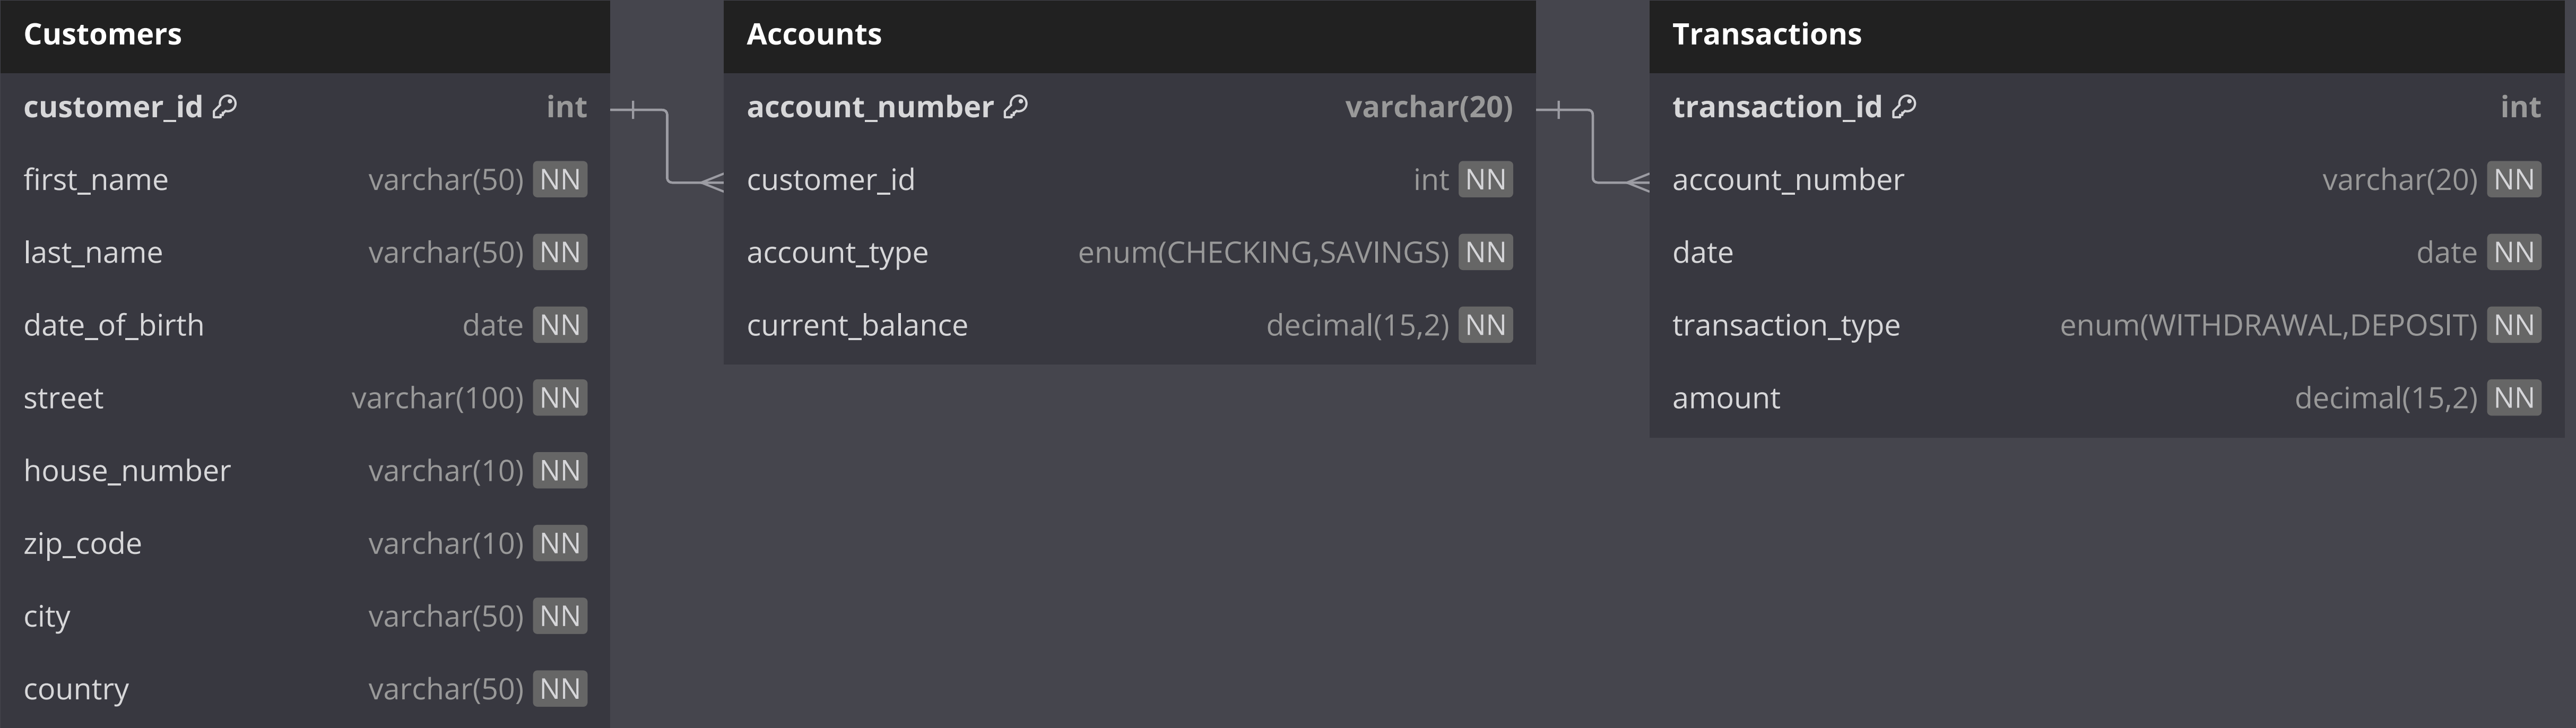 Customers
customer_id int
first_name varchar(50) NN
last_name varchar(50) NN
date_of_birth date NN
street varchar(100) NN
house_number varchar(10) NN
zip_code varchar(10) NN
city varchar(50) NN
country varchar(50) NN
Accounts
account_number varchar(20)
customer_id int NN
account_type enum(CHECKING,SAVINGS) NN
current_balance decimal(15,2) NN
Transactions
transaction_id int
account_number varchar(20) NN
date date NN
transaction_type enum(WITHDRAWAL,DEPOSIT) NN
amount decimal(15,2) NN